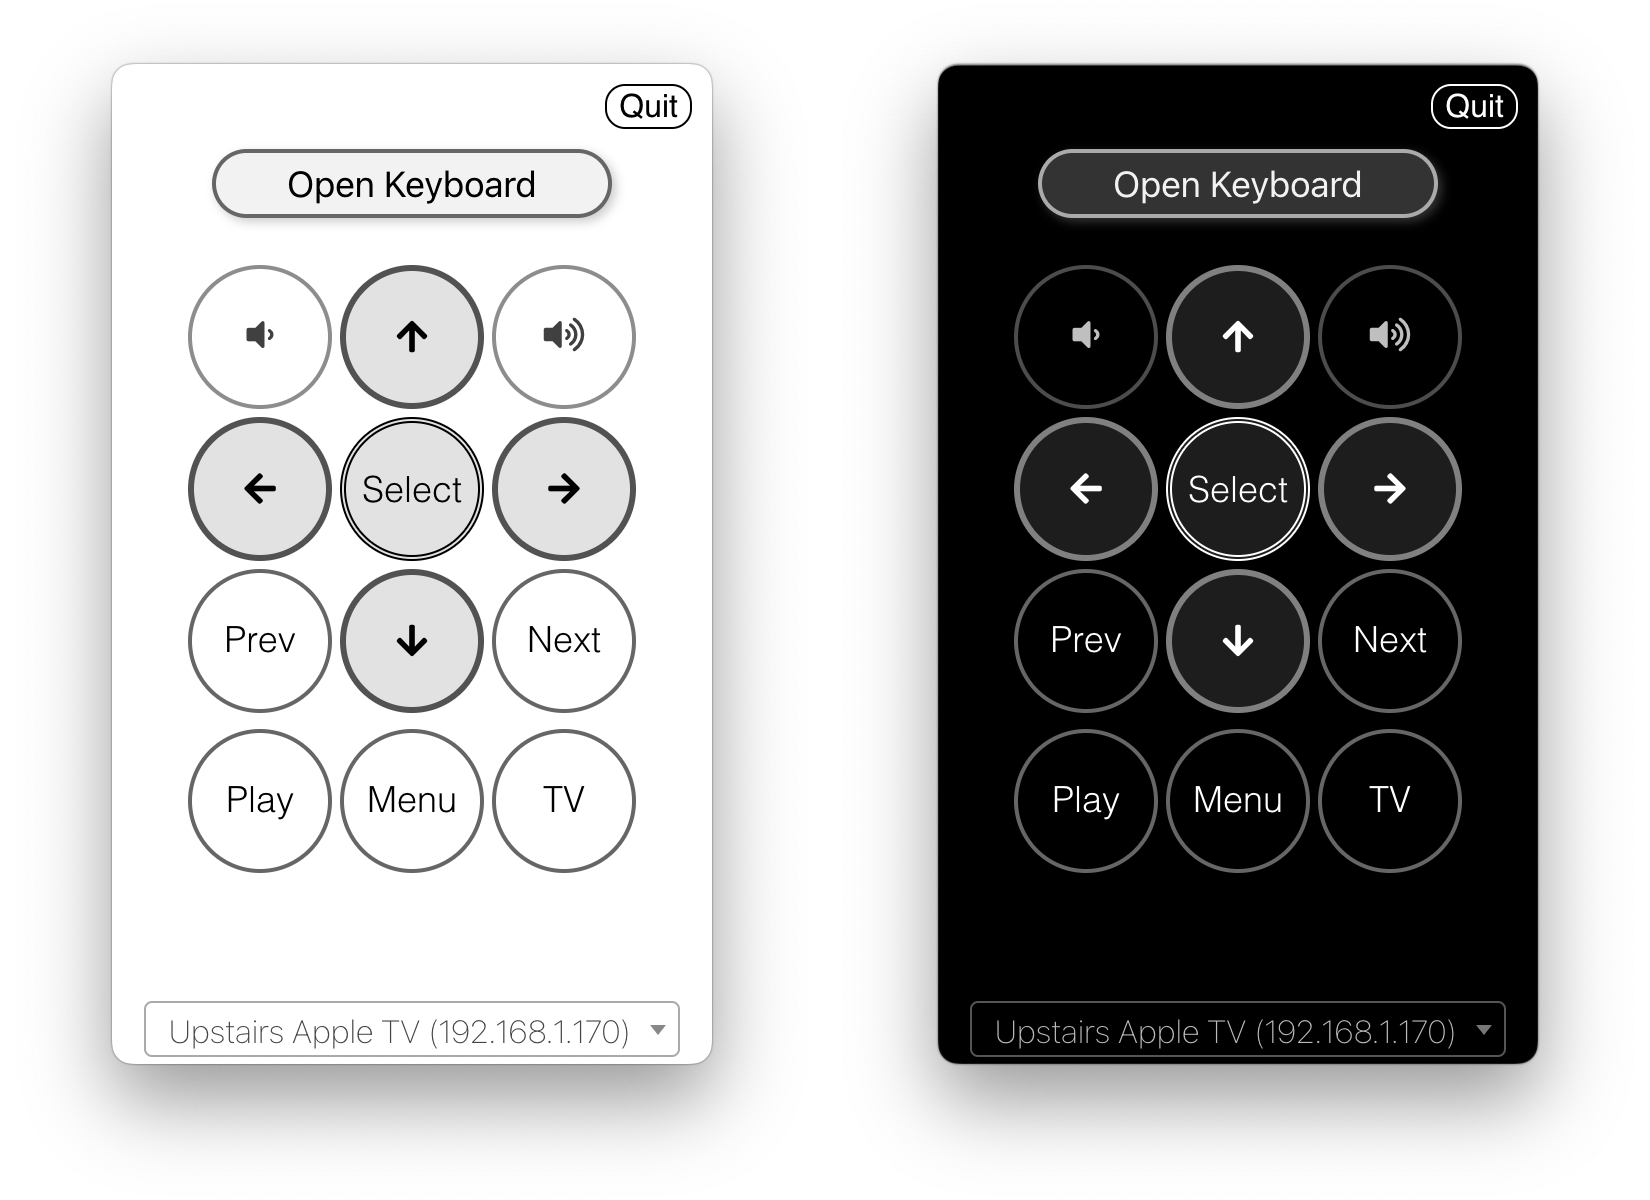 Quit
Open Keyboard
Select
Prev
Next
Play
Menu
TV
Upstairs Apple TV (192.168.1.170)
Quit
Open Keyboard
Select
Prev
Next
Play
Menu
TV
Upstairs Apple TV (192.168.1.170)